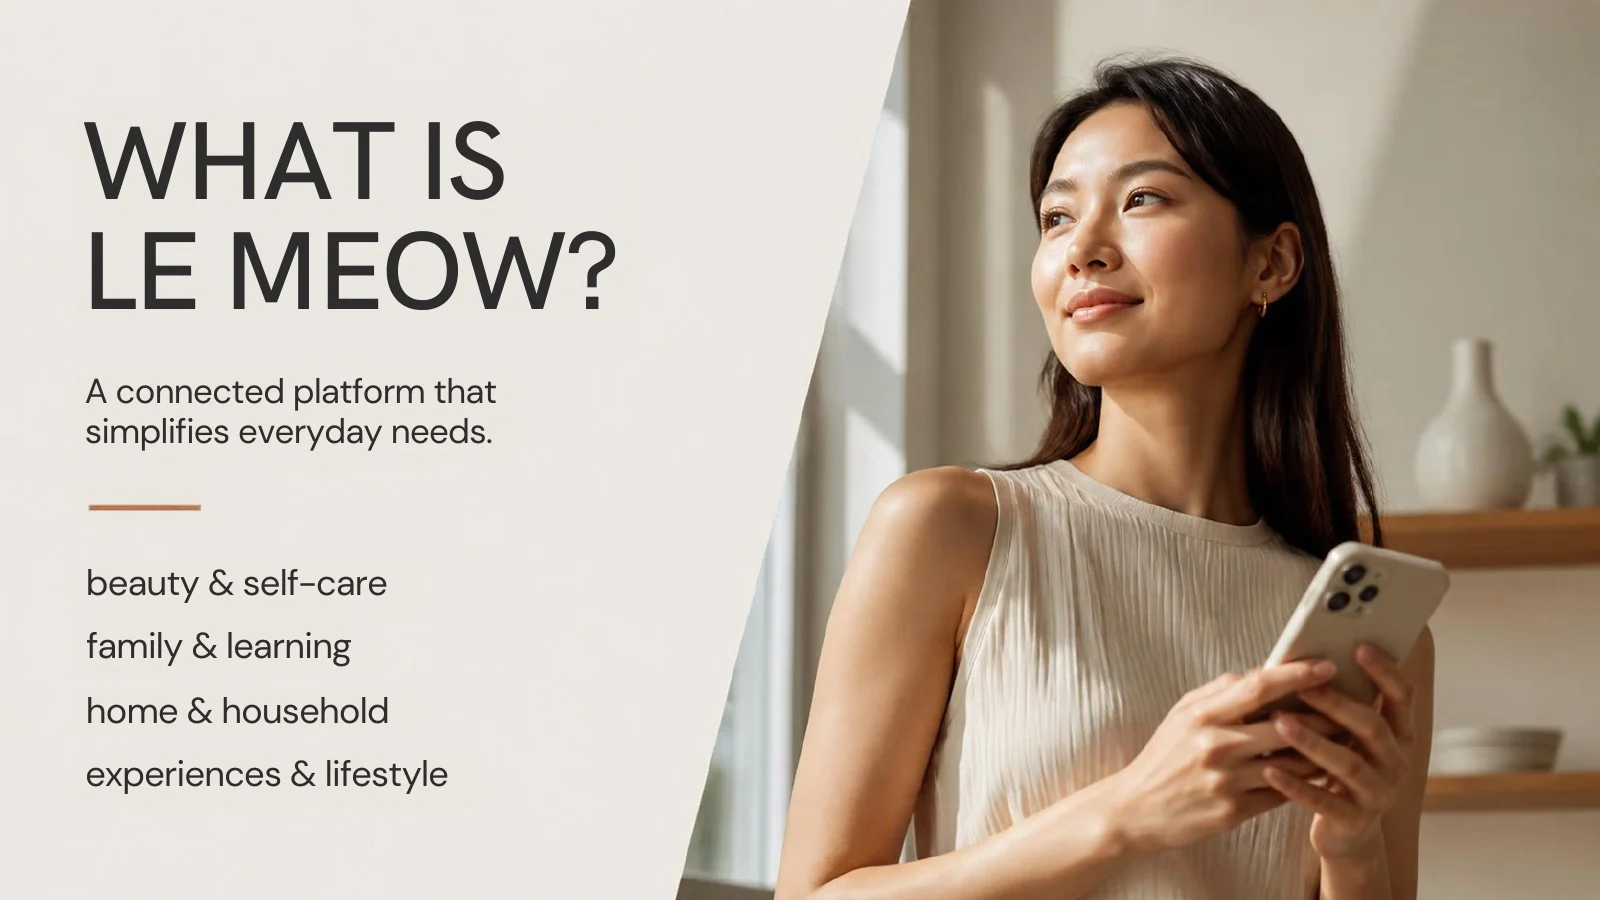 WHAT IS
LE MEOW?
A connected platform that
simplifies everyday needs.
beauty & self-care
family & learning
home & household
experiences & lifestyle